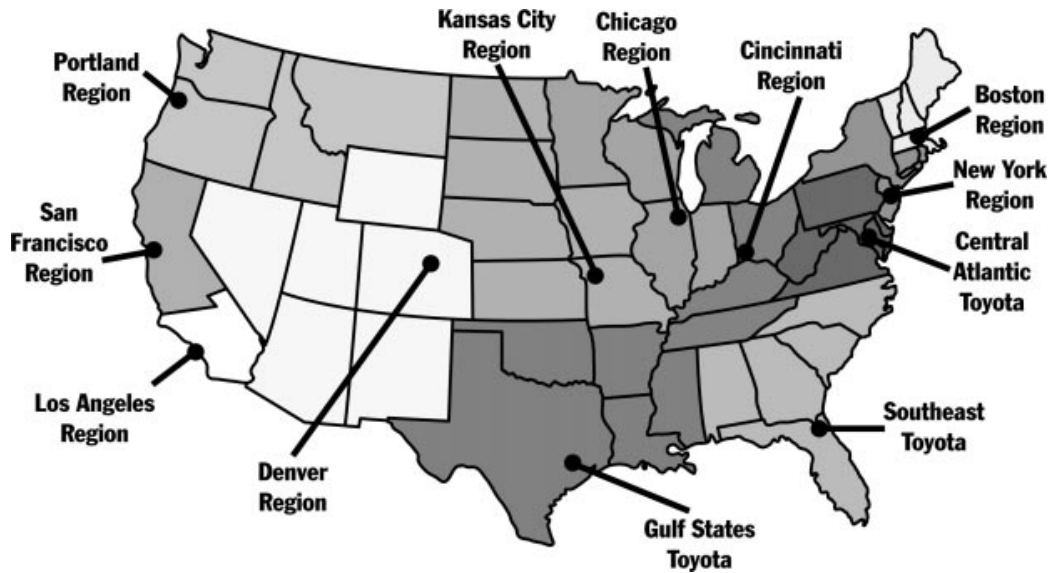 Kansas City
Region
Chicago
Region
Cincinnati
Region
Portland
Region
Boston
Region
New York
Region
San
Francisco
Region
Central
Atlantic
Toyota
Los Angeles
Region
Southeast
Toyota
Denver
Region
Gulf States
Toyota